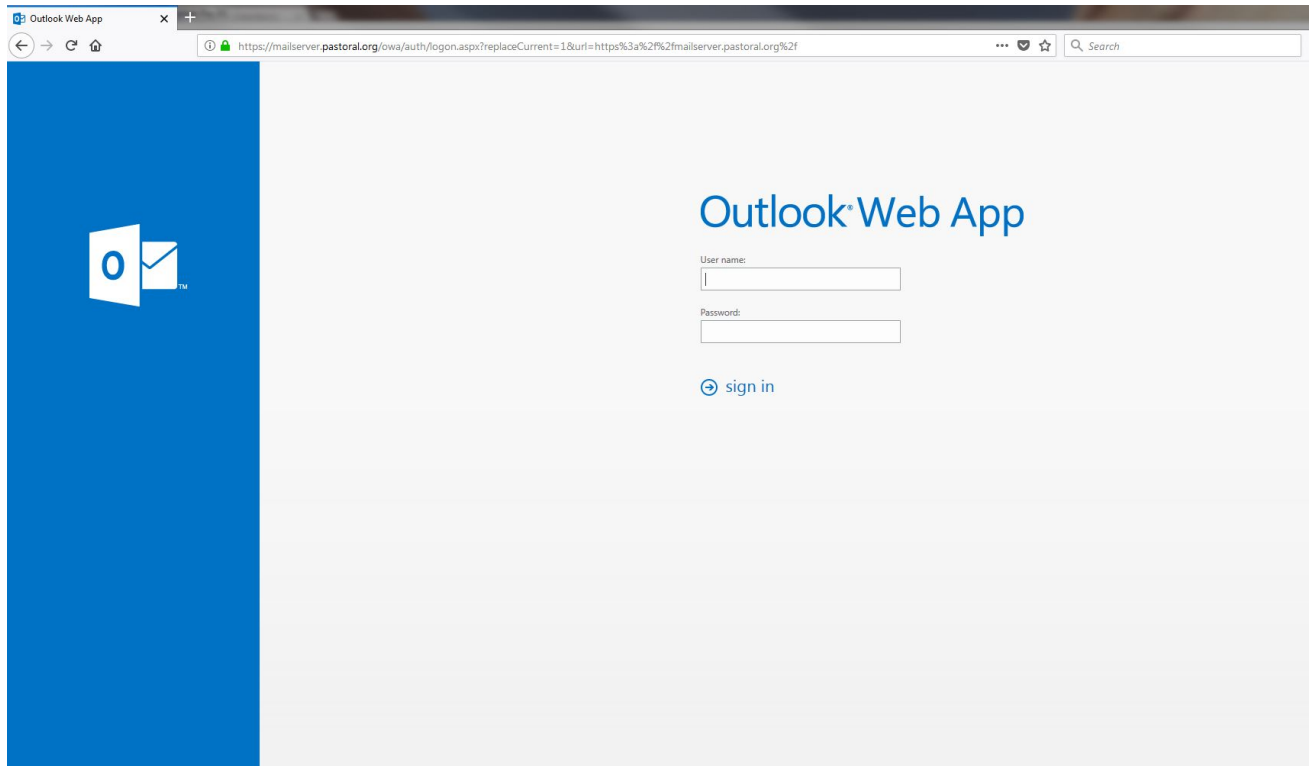 Outlook Web App
https://mailserver.pastoral.org/owa/auth/logon.aspx?replaceCurrent=1&url=https%3a%2f%2fmailserver.pastoral.org%2f
Search
Outlook® Web App
User name:
Password:
sign in
O
TM